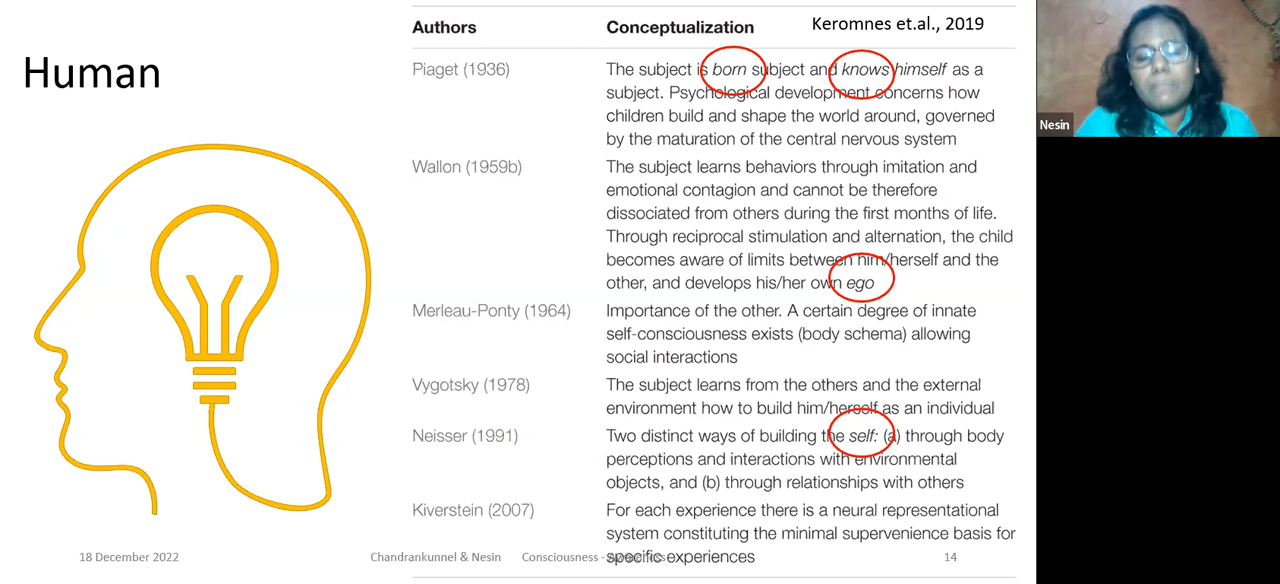 Human
Authors Conceptualization Keromnes et.al., 2019
Piaget (1936) The subject is born subject and knows himself as a
subject. Psychological development concerns how
children build and shape the world around, governed
by the maturation of the central nervous system
Wallon (1959b) The subject learns behaviors through imitation and
emotional contagion and cannot be therefore
dissociated from others during the first months of life.
Through reciprocal stimulation and alternation, the child
becomes aware of limits between him/herself and the
other, and develops his/her own ego
Merleau-Ponty (1964) Importance of the other. A certain degree of innate
self-consciousness exists (body schema) allowing
social interactions
Vygotsky (1978) The subject learns from the others and the external
environment how to build him/herself as an individual
Neisser (1991) Two distinct ways of building the self: (a) through body
perceptions and interactions with environmental
objects, and (b) through relationships with others
Kiverstein (2007) For each experience there is a neural representational
system constituting the minimal supervenience basis for
specific experiences
18 December 2022 Chandrankunnel & Nesin Consciousness - 14
Nesin